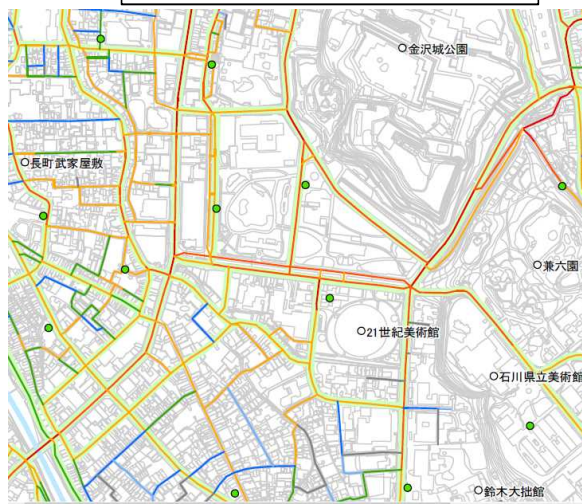 金沢城公園
長町武家屋敷
兼六園
21世紀美術館
石川県立美術館
鈴木大拙館